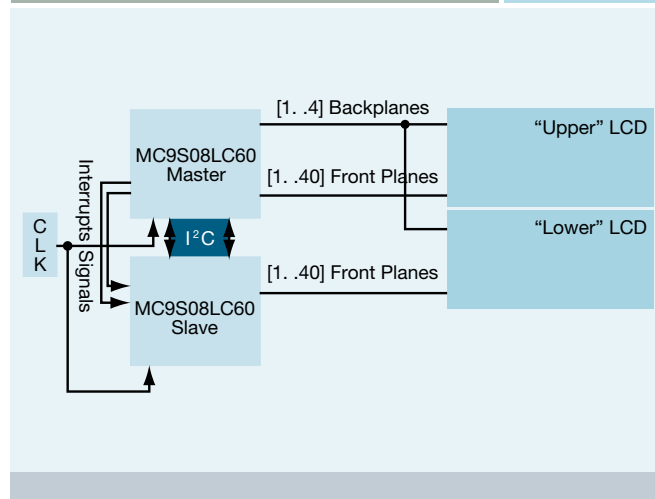 [1. .4] Backplanes
"Upper" LCD
MC9S08LC60
Master
[1. .40] Front Planes
Interrupts Signals
CLK
I²C
"Lower" LCD
[1. .40] Front Planes
MC9S08LC60
Slave